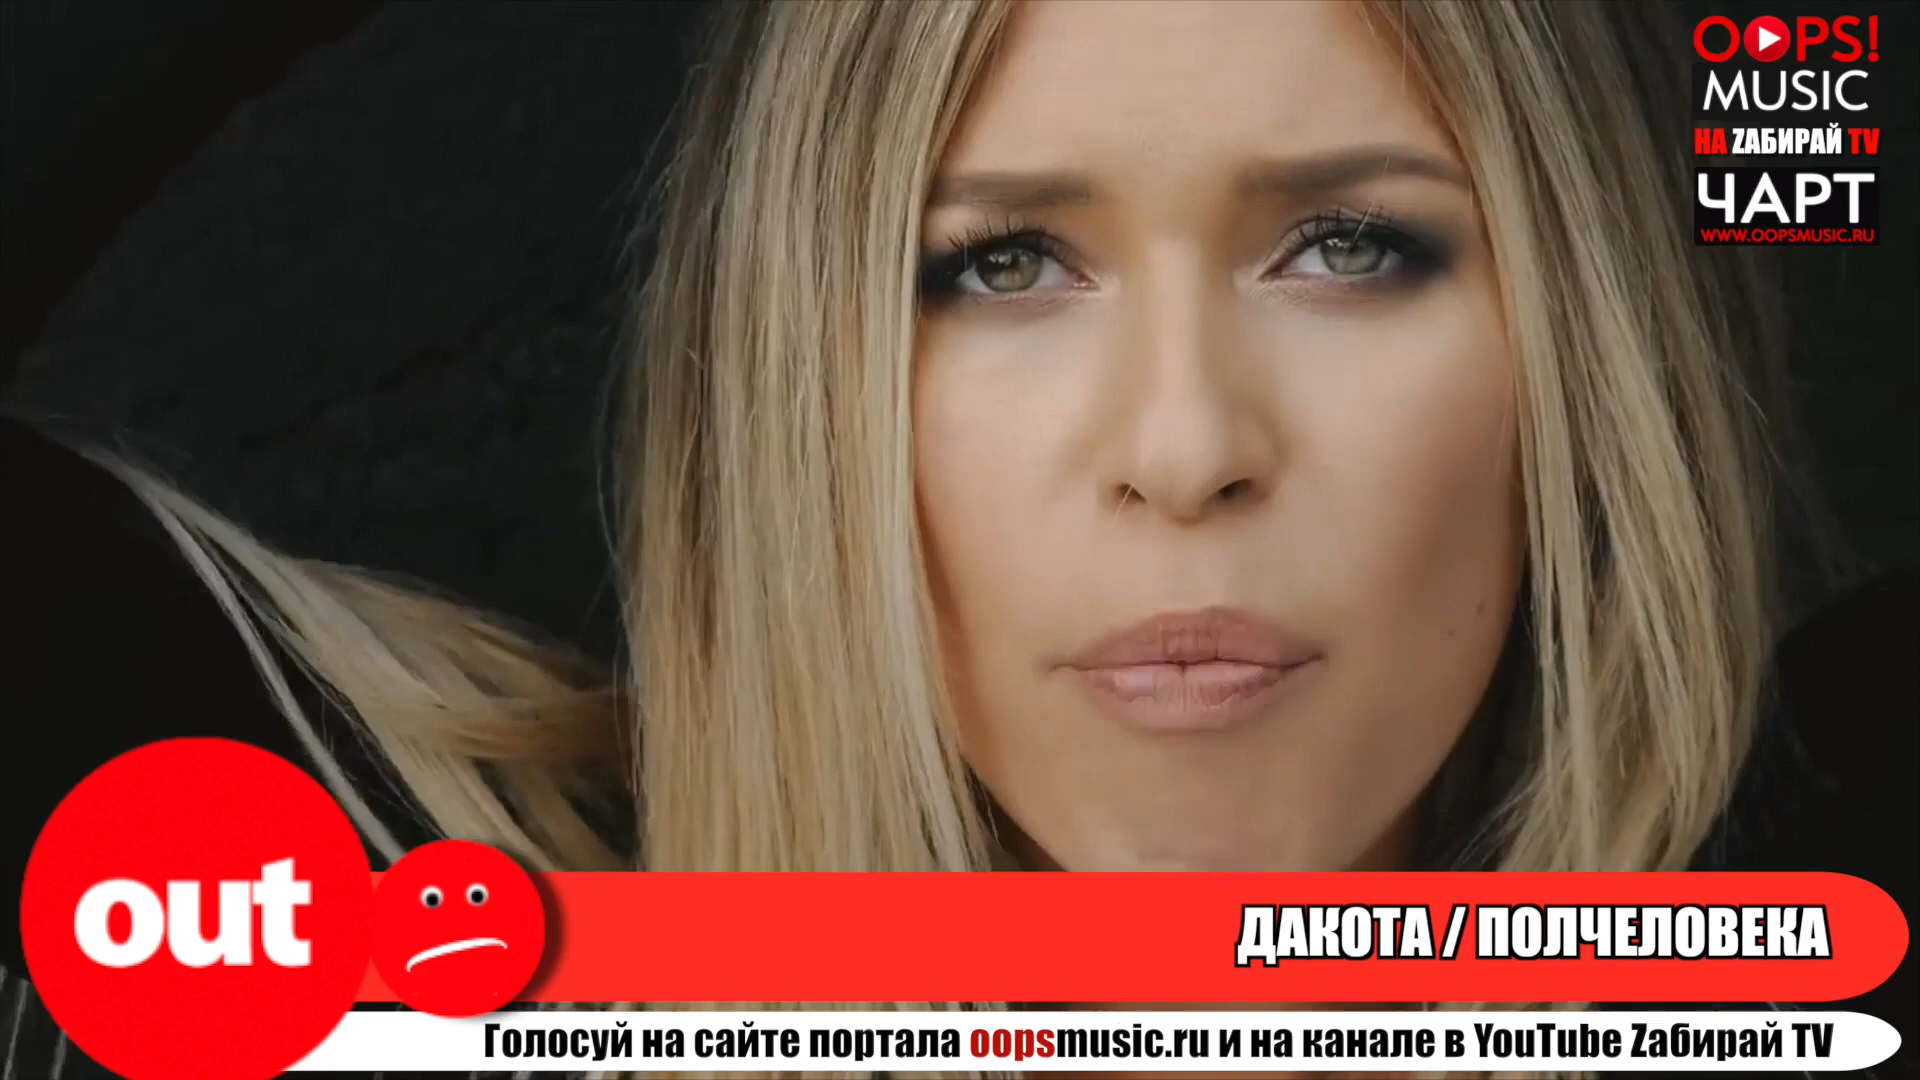 OOPS!
MUSIC
НА ZАБИРАЙ TV
ЧАРТ
WWW.OOPSMUSIC.RU
out
ДАКОТА / ПОЛЧЕЛОВЕКА
Голосуй на сайте портала oopsmusic.ru и на канале в YouTube Zабирай TV